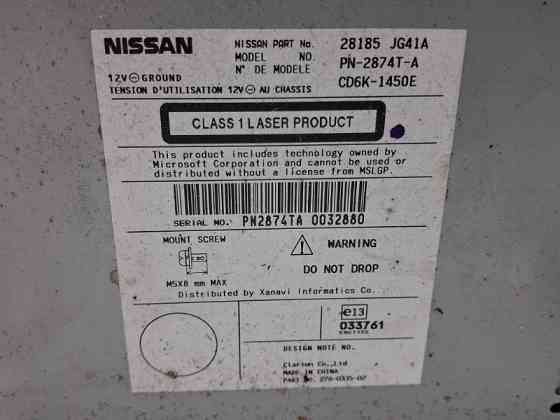 NISSAN
NISSAN PART No. 28185 JG41A
MODEL NO. PN-2874T-A
N° DE MODELE CD6K-1450E
12V⊖GROUND
TENSION D'UTILISATION 12V⊖ AU CHASSIS
CLASS 1 LASER PRODUCT
This product includes technology owned by
Microsoft Corporation and cannot be used or
distributed without a license from MSLGP.
SERIAL NO. PN2874TA 0032880
MOUNT SCREW
M5X8 mm MAX
WARNING
DO NOT DROP
Distributed by Xanavi Informatics Co.
e13
033761
DESIGN NOTE NO.
Clarion Co.,Ltd
MADE IN CHINA
PART NO.